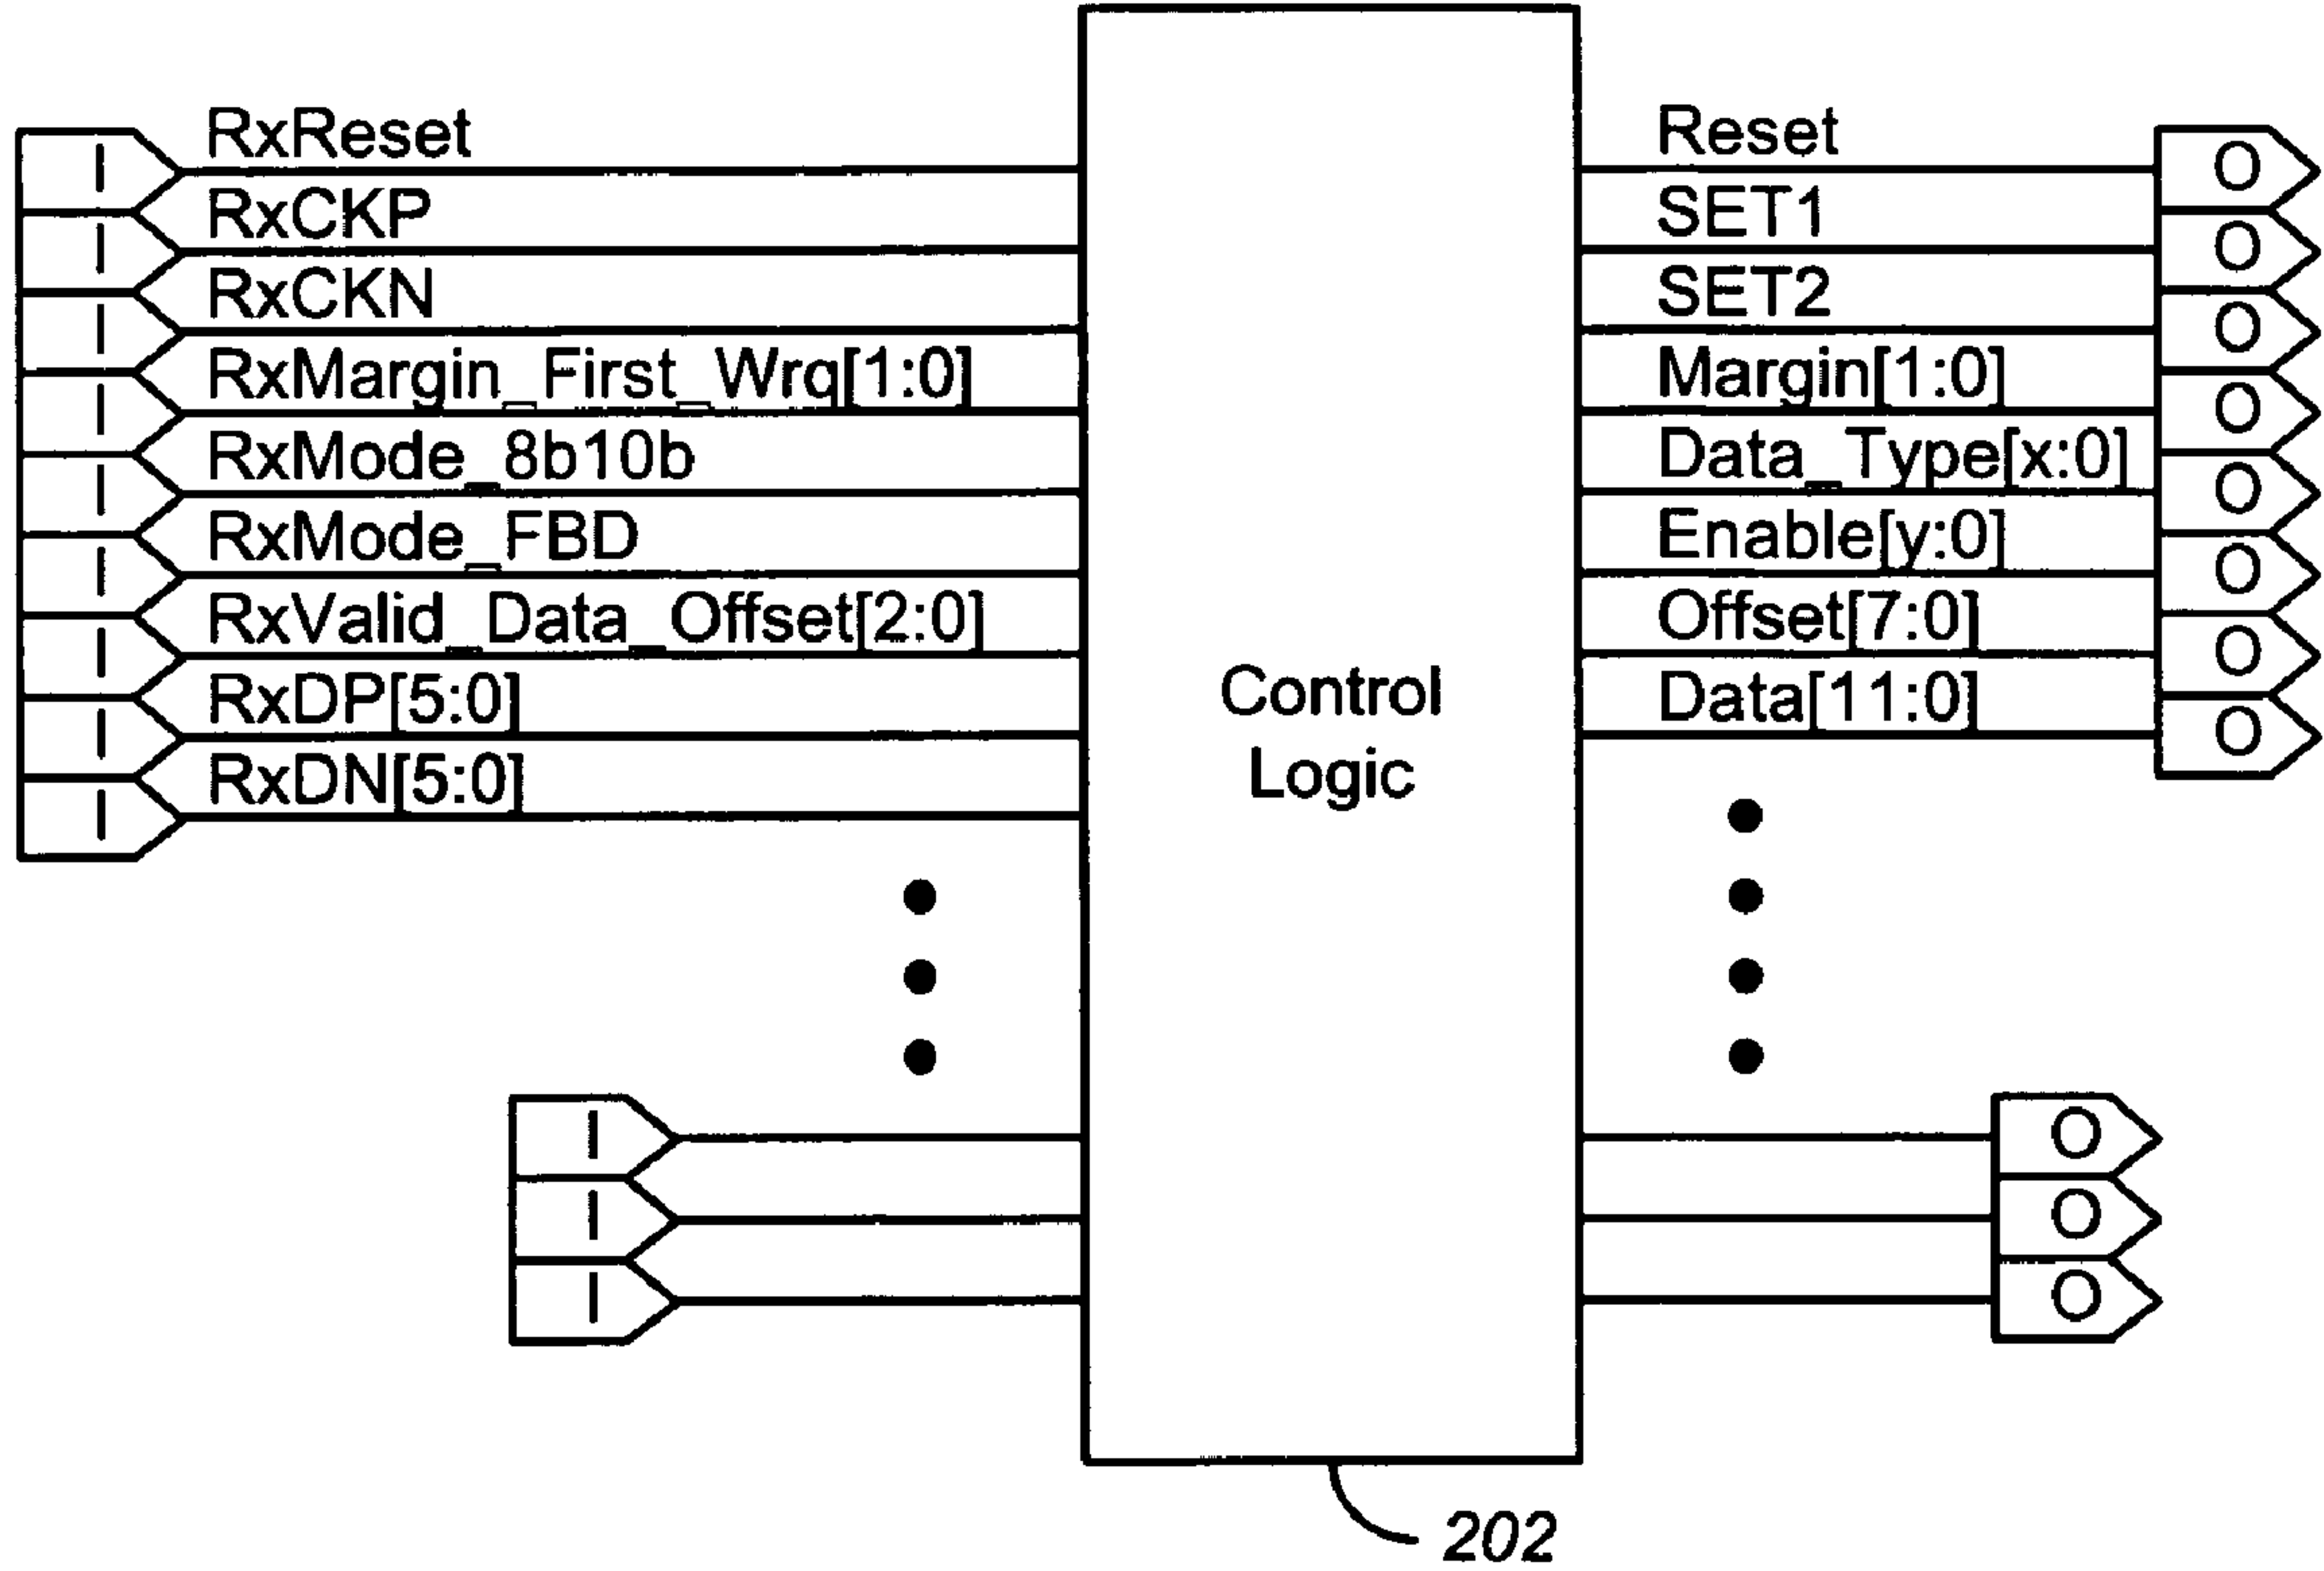 RxReset
RxCKP
RxCKN
RxMargin_First_Wrq[1:0]
RxMode_8b10b
RxMode_FBD
RxValid_Data_Offset[2:0]
RxDP[5:0]
RxDN[5:0]
I
I
I
I
I
I
I
I
I
I
I
I
Control
Logic
Reset
SET1
SET2
Margin[1:0]
Data_Type[x:0]
Enable[y:0]
Offset[7:0]
Data[11:0]
O
O
O
O
O
O
O
O
O
O
O
202